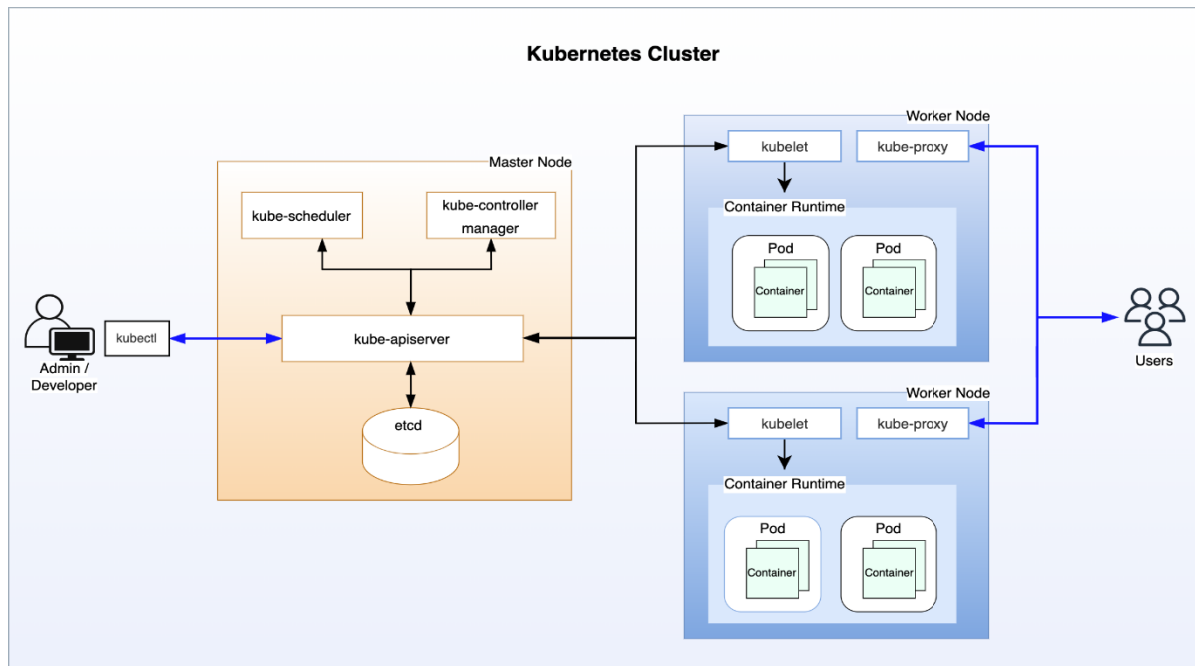 Kubernetes Cluster
Master Node
kube-scheduler
kube-controller
manager
kube-apiserver
etcd
kubectl
Admin /
Developer
Worker Node
kubelet
kube-proxy
Container Runtime
Pod
Container
Pod
Container
Worker Node
kubelet
kube-proxy
Container Runtime
Pod
Container
Pod
Container
Users